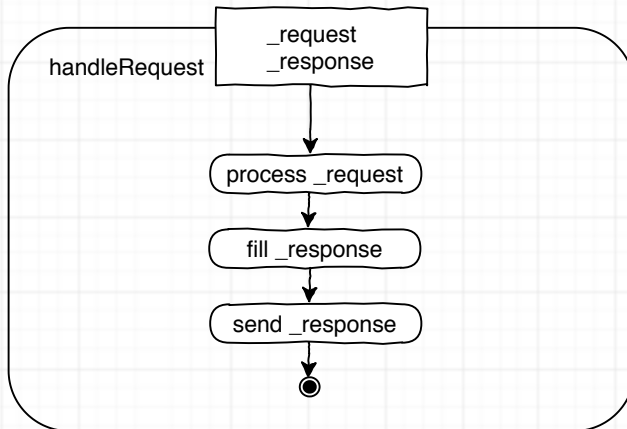 _request
_response
handleRequest
process _request
fill _response
send _response